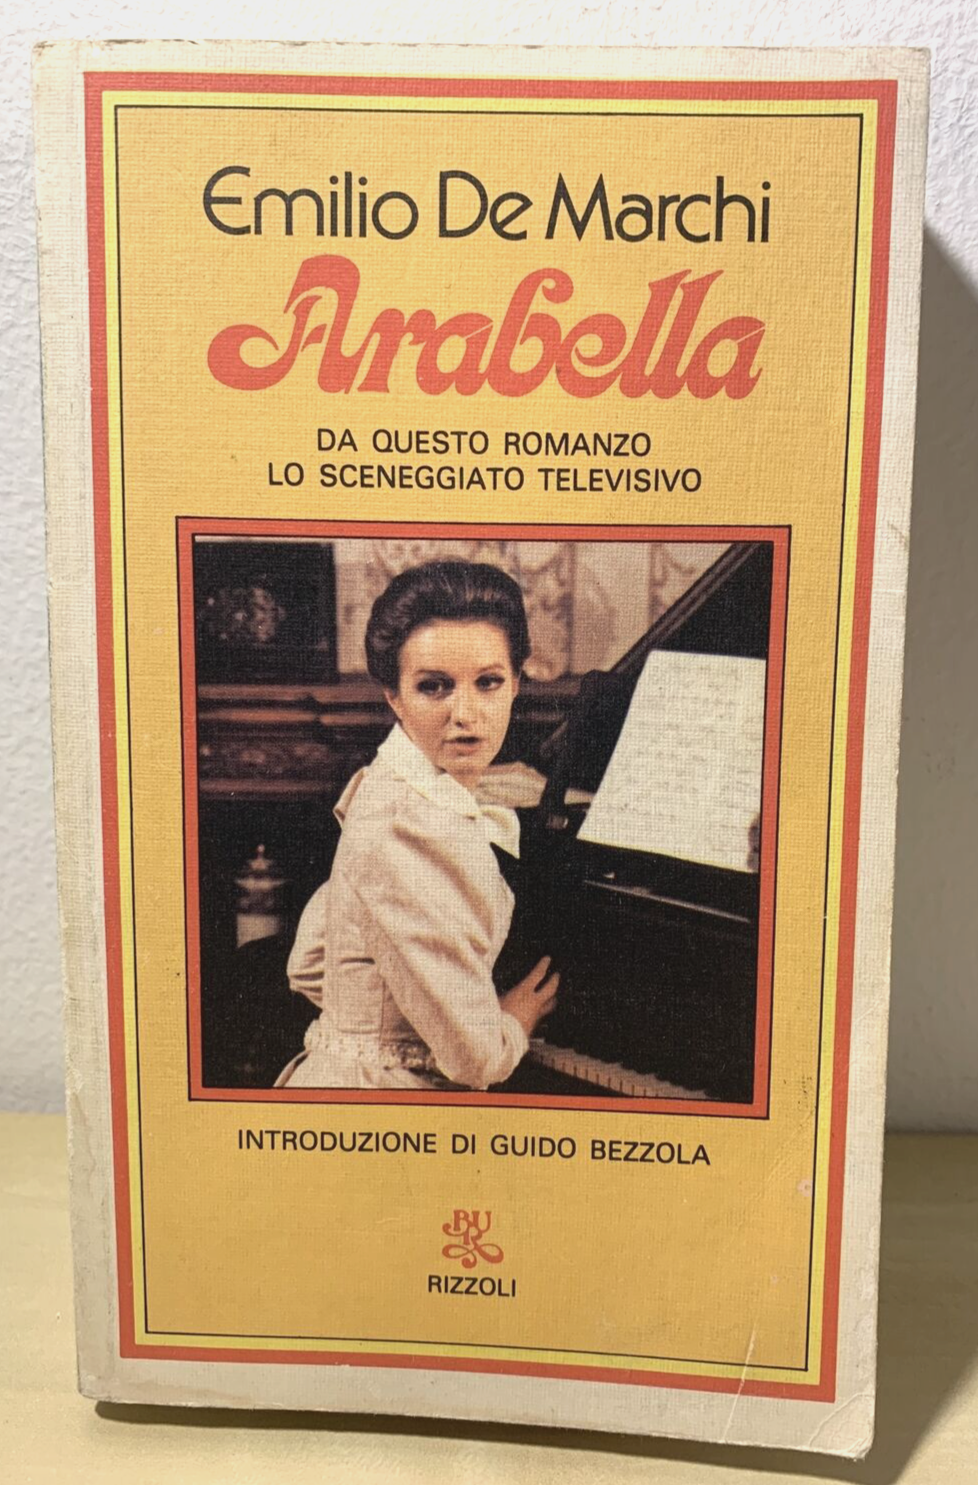 Emilio De Marchi
Arabella
DA QUESTO ROMANZO
LO SCENEGGIATO TELEVISIVO
INTRODUZIONE DI GUIDO BEZZOLA
BUR
RIZZOLI